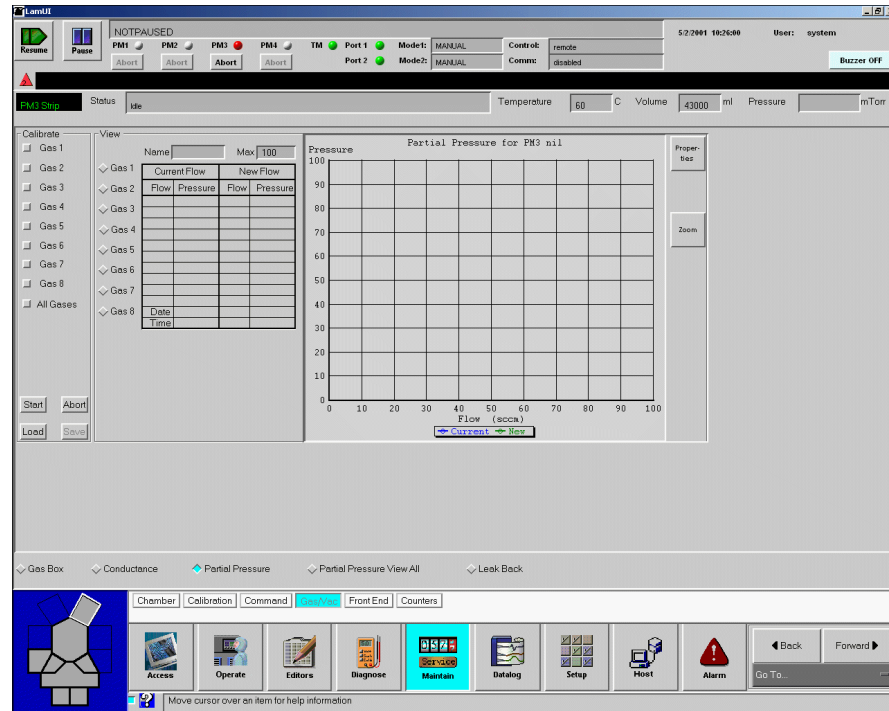 LamUI
NOTPAUSED
Resume
Pause
PM1 PM2 PM3 PM4 TM Port 1 Mode1: MANUAL Control: remote
5/2/2001 10:26:00 User: system
Abort Abort Abort Abort Port 2 Mode2: MANUAL Comm: disabled
Buzzer OFF
PM3 Strip Status Idle Temperature 60 C Volume 43000 ml Pressure mTorr
Calibrate
Gas 1
Gas 2
Gas 3
Gas 4
Gas 5
Gas 6
Gas 7
Gas 8
All Gases
Start Abort
Load Save
View
Name Max 100
Gas 1
Gas 2
Gas 3
Gas 4
Gas 5
Gas 6
Gas 7
Gas 8
Current Flow New Flow
Flow Pressure Flow Pressure
Date
Time
Partial Pressure for PM3 nil
Pressure
100
90
80
70
60
50
40
30
20
10
0
0 10 20 30 40 50 60 70 80 90 100
Flow (sccm)
Current New
Proper-
ties
Zoom
Gas Box Conductance Partial Pressure Partial Pressure View All Leak Back
Chamber Calibration Command Gas/Vac Front End Counters
0571
Service
Access Operate Editors Diagnose Maintain Datalog Setup Host Alarm
Back Forward
Go To...
Move cursor over an item for help information